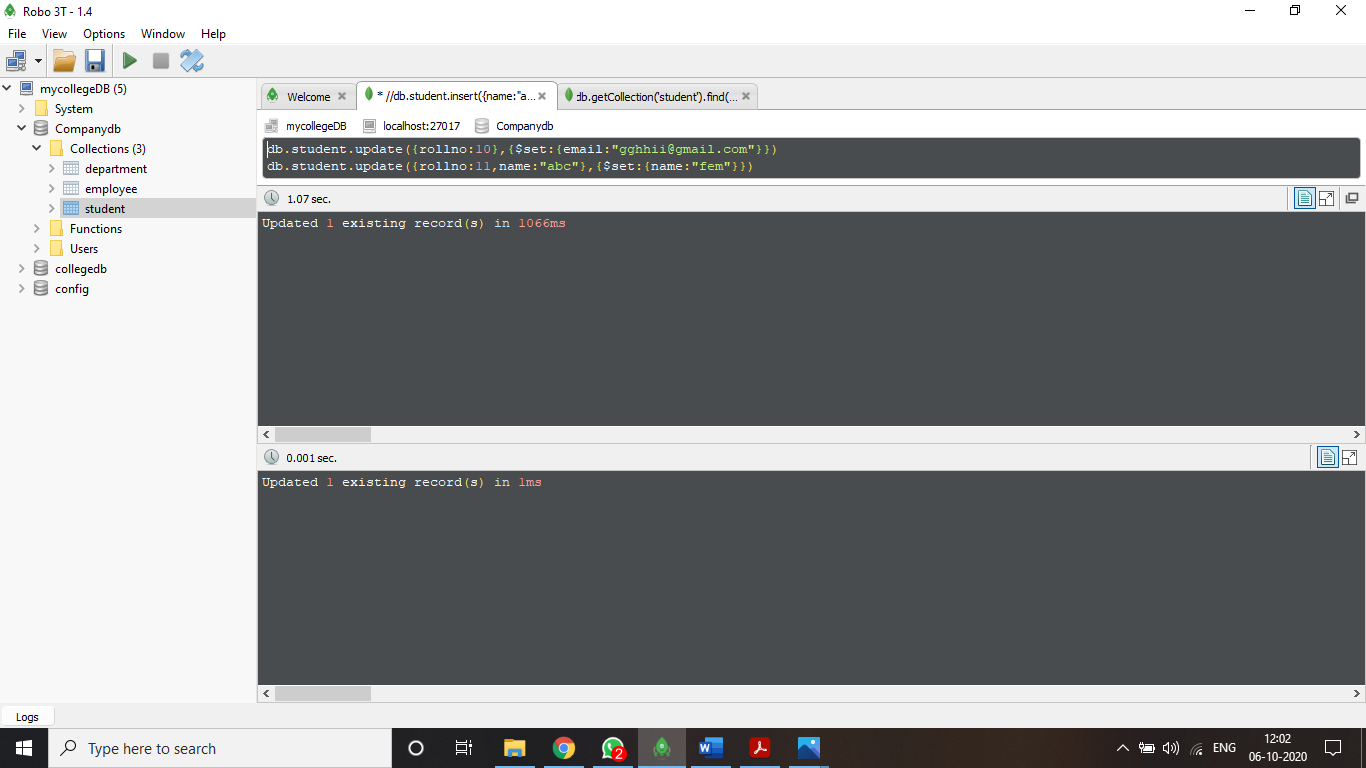 Robo 3T - 1.4
File View Options Window Help
mycollegeDB (5)
System
Companydb
Collections (3)
department
employee
student
Functions
Users
collegedb
config
Welcome
* //db.student.insert({name:"a...
db.getCollection('student').find(...
mycollegeDB localhost:27017 Companydb
db.student.update({rollno:10},{$set:{email:"gghhii@gmail.com"}})
db.student.update({rollno:11,name:"abc"},{$set:{name:"fem"}})
1.07 sec.
Updated 1 existing record(s) in 1066ms
0.001 sec.
Updated 1 existing record(s) in 1ms
Logs
Type here to search
2
W
ENG
12:02
06-10-2020